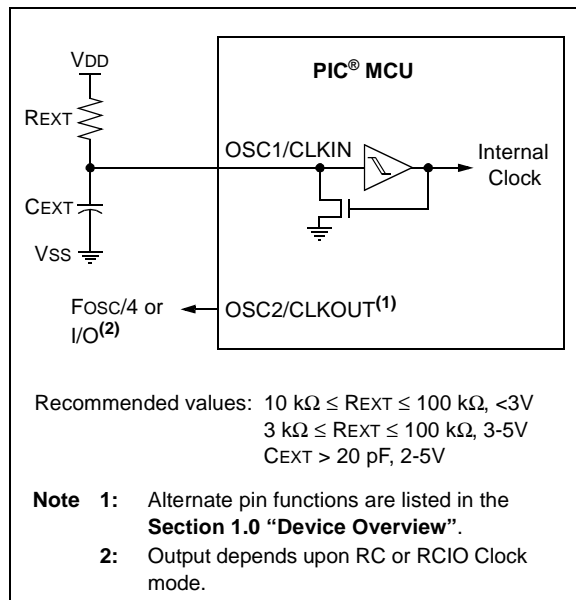 VDD
PIC® MCU
REXT
OSC1/CLKIN
Internal
Clock
CEXT
VSS
FOSC/4 or
I/O(2)
OSC2/CLKOUT(1)
Recommended values: 10 kΩ ≤ REXT ≤ 100 kΩ, <3V
3 kΩ ≤ REXT ≤ 100 kΩ, 3-5V
CEXT > 20 pF, 2-5V
Note 1: Alternate pin functions are listed in the
Section 1.0 “Device Overview”.
2: Output depends upon RC or RCIO Clock
mode.